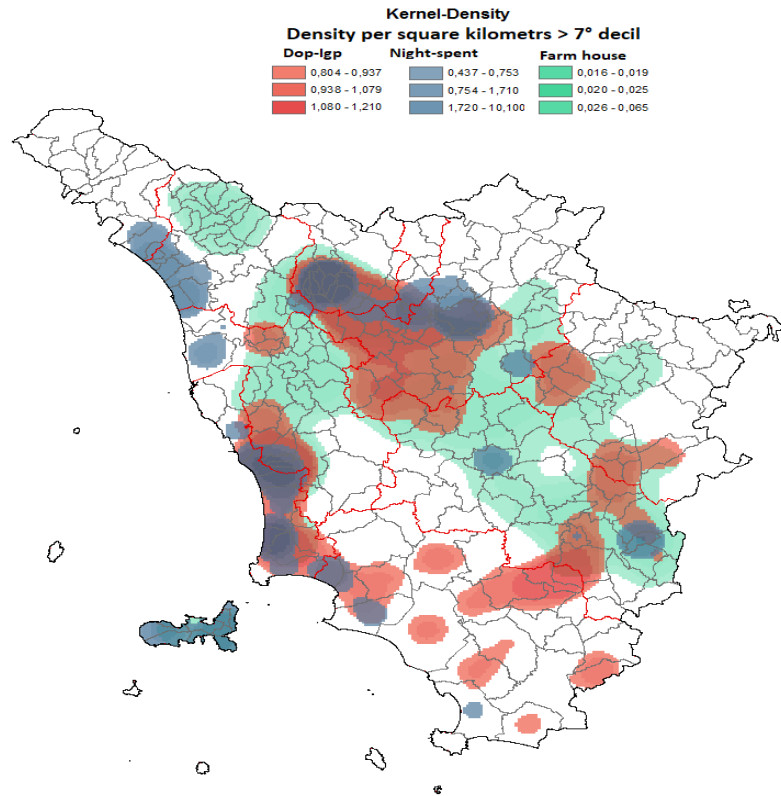 Kernel-Density
Density per square kilometrs > 7° decil
Dop-Igp Night-spent Farm house
0,804 - 0,937 0,437 - 0,753 0,016 - 0,019
0,938 - 1,079 0,754 - 1,710 0,020 - 0,025
1,080 - 1,210 1,720 - 10,100 0,026 - 0,065